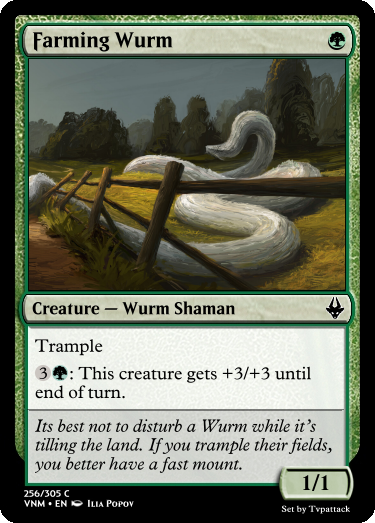 Farming Wurm
Creature — Wurm Shaman
Trample
3: This creature gets +3/+3 until
end of turn.
Its best not to disturb a Wurm while it's
tilling the land. If you trample their fields,
you better have a fast mount.
1/1
256/305 C
VNM • EN Ilia Popov
Set by Tvpattack